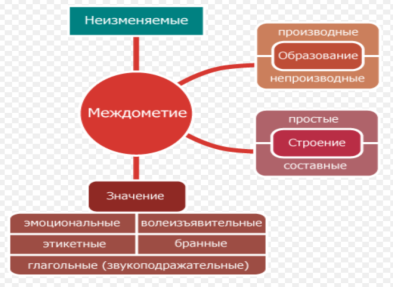 Неизменяемые
производные
Образование
непроизводные
Междометие
простые
Строение
составные
Значение
эмоциональные волеизъявительные
этикетные бранные
глагольные (звукоподражательные)